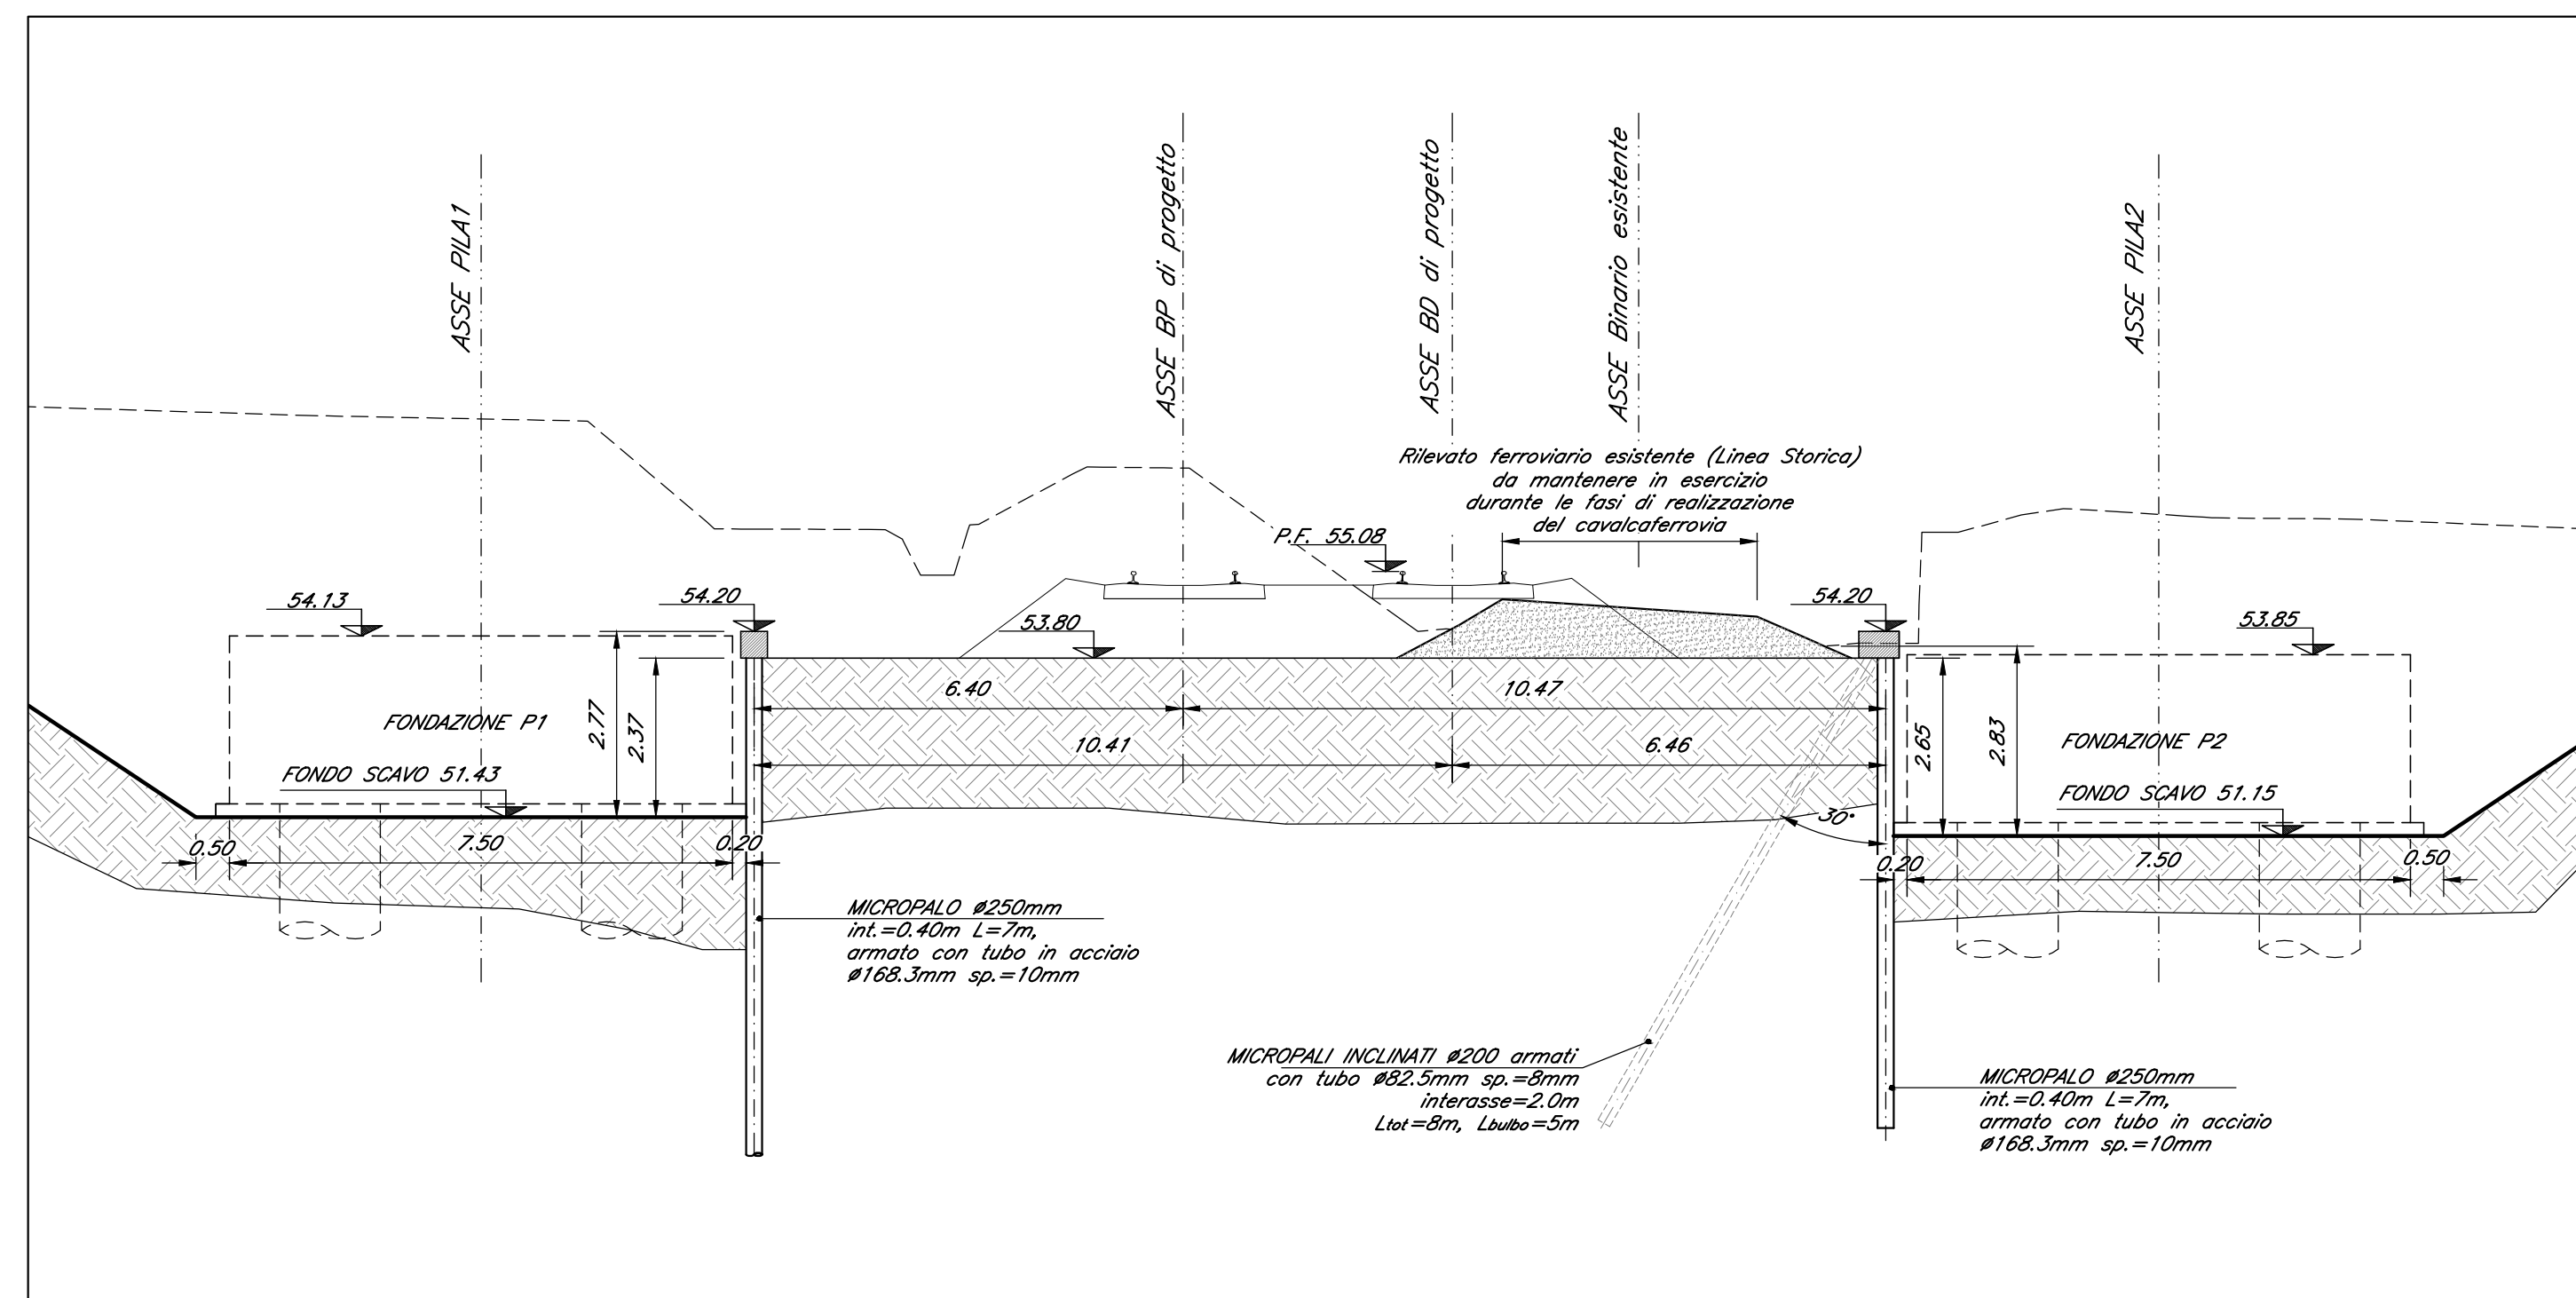 ASSE PILA1
ASSE BP di progetto
ASSE BD di progetto
ASSE Binario esistente
ASSE PILA2
Rilevato ferroviario esistente (Linea Storica)
da mantenere in esercizio
durante le fasi di realizzazione
del cavalcaferrovia
P.F. 55.08
54.13
54.20
53.80
54.20
53.85
6.40
10.47
10.41
6.46
FONDAZIONE P1
2.77
2.37
2.65
2.83
FONDAZIONE P2
FONDO SCAVO 51.43
FONDO SCAVO 51.15
30°
0.50
7.50
0.20
0.20
7.50
0.50
MICROPALO ø250mm
int.=0.40m L=7m,
armato con tubo in acciaio
ø168.3mm sp.=10mm
MICROPALI INCLINATI ø200 armati
con tubo ø82.5mm sp.=8mm
interasse=2.0m
Ltot=8m, Lbulbo=5m
MICROPALO ø250mm
int.=0.40m L=7m,
armato con tubo in acciaio
ø168.3mm sp.=10mm